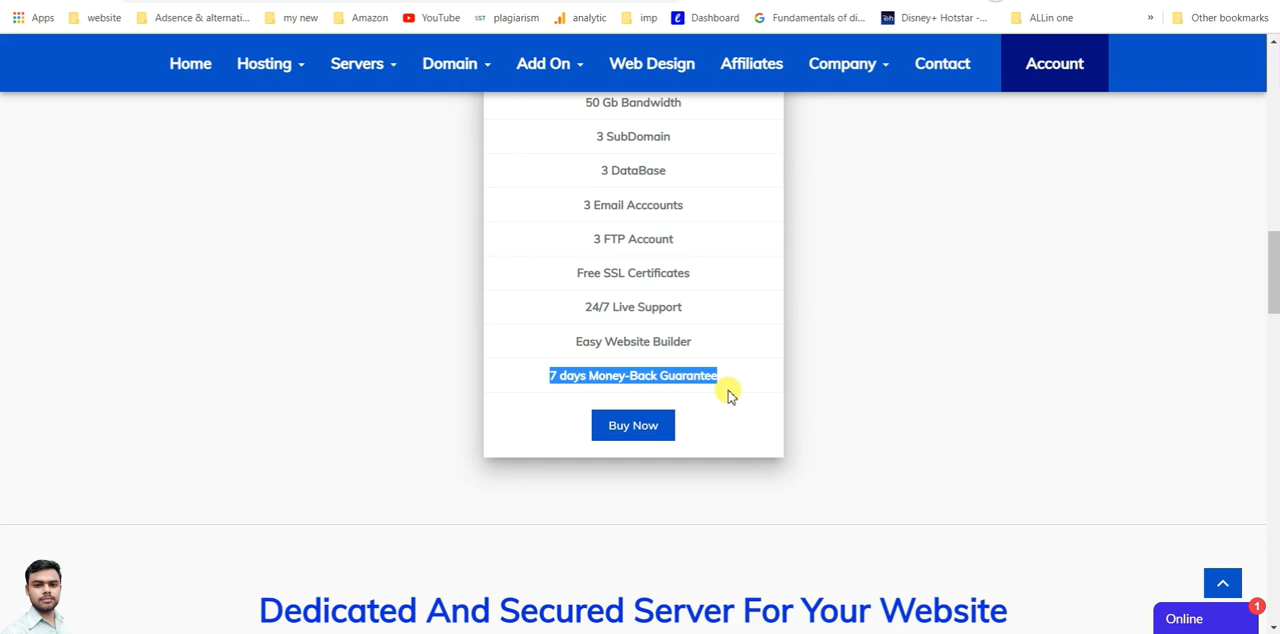 Apps website Adsence & alternati... my new Amazon YouTube SST plagiarism analytic imp Dashboard Fundamentals of di... Disney+ Hotstar -... ALLin one » Other bookmarks
Home Hosting Servers Domain Add On Web Design Affiliates Company Contact Account
50 Gb Bandwidth
3 SubDomain
3 DataBase
3 Email Acccounts
3 FTP Account
Free SSL Certificates
24/7 Live Support
Easy Website Builder
7 days Money-Back Guarantee
Buy Now
Dedicated And Secured Server For Your Website
1
Online